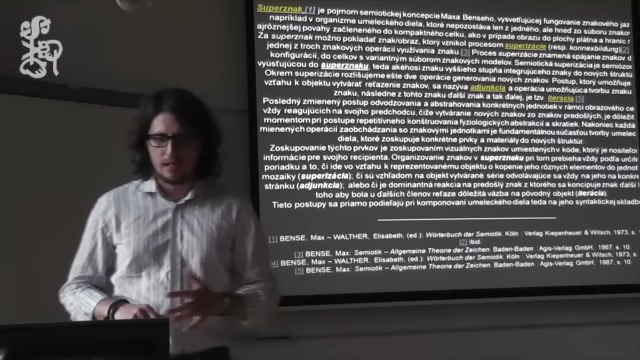 Superznak [1] je pojmom semiotickej koncepcie Maxa Benseho, vysvetľujúcej fungovanie znakového jaz
napríklad v organizme umeleckého diela, ktoré nepozostáva len z jedného, ale hneď zo súboru znako
ajrôznejšej povahy začleneného do kompaktného celku, ako v prípade obrazu do plochy plátna a hraníc r
Za superznak možno pokladať znak/obraz, ktorý vznikol procesom superizácie (resp. konnexbildung)[2]
jednej z troch znakových operácií využívania znaku.[3] Proces superizácie znamená spájanie znakov d
konfigurácií, do celkov s variantným súborom znakových modelov. Semiotická superizácia je semióz
vyúsťujúcou do superznaku, teda akéhosi znaku vyššieho stupňa integrujúceho znaky do nových štruktúr
Okrem superizácie rozlišujeme ešte dve operácie generovania nových znakov. Postup, ktorý umožňuje
vzťahu k objektu vytvárať reťazenie znakov, sa nazýva adjunkcia a operácia umožňujúca tvorbu znaku
znaku, následne z tohto znaku ďalší znak a tak ďalej, je tzv. iterácia.[5]
Posledný zmienený postup odvodzovania a abstrahovania konkrétnych jednotiek v rámci obrazového ce
vždy reagujúcich na svojho predchodcu, čiže vytváranie nových znakov zo znakov predošlých, je dôležit
momentom pri postupe repetitívneho konštruovania fyziologických abstrakcií a skratiek. Nakoniec každá
mienených operácií zaobchádzania so znakovými jednotkami je fundamentálnou súčasťou tvorby umelec
diela, ktoré zoskupuje konkrétne prvky a materiály do nových štruktúr.
Zoskupovanie týchto prvkov je zoskupovaním vizuálnych znakov umiestnených kódov, ktorý je nositeľo
informácie pre svojho recipienta. Organizovanie znakov v superznaku pri tom prebieha vždy podľa určité
poriadku a to, či ide vo vzťahu k reprezentovanému objektu o kopenie jeho rôznych elementov do jednot
mozaiky (superizácia); či sú vzhľadom na objekt vytvárané série odvolávajúce sa vždy na jeho konkrét
stránku (adjunkcia); alebo či je dominantná reakcia na predošlý znak z ktorého sa koncipuje znak ďalší
toho aby bola u ďalších členov reťaze dôležitá väzba na pôvodný objekt (iterácia).
Tieto postupy sa priamo podieľajú pri komponovaní umeleckého diela teda na jeho syntaktickej skladbe
[1] BENSE, Max – WALTHER, Elisabeth, (ed.): Wörterbuch der Semiotik. Köln : Verlag Kiepenheuer & Witsch, 1973, s.
[2] Ibid.
[3] BENSE, Max: Semiotik – Allgemeine Theorie der Zeichen. Baden-Baden : Agis-Verlag GmbH, 1967, s. 10.
[4] BENSE, Max – WALTHER, Elisabeth, (ed.): Wörterbuch der Semiotik. Köln : Verlag Kiepenheuer & Witsch, 1973, s.
[5] BENSE, Max: Semiotik – Allgemeine Theorie der Zeichen. Baden-Baden : Agis-Verlag GmbH, 1967, s. 10.